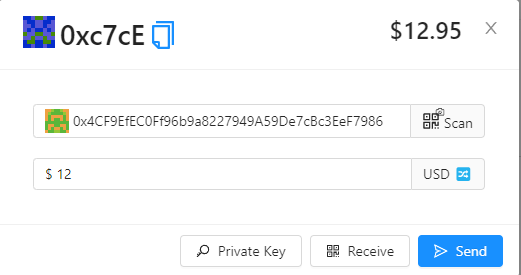 0xc7cE $12.95
0x4CF9EfEC0Ff96b9a8227949A59De7cBc3EeF7986 Scan
$ 12 USD
Private Key Receive Send